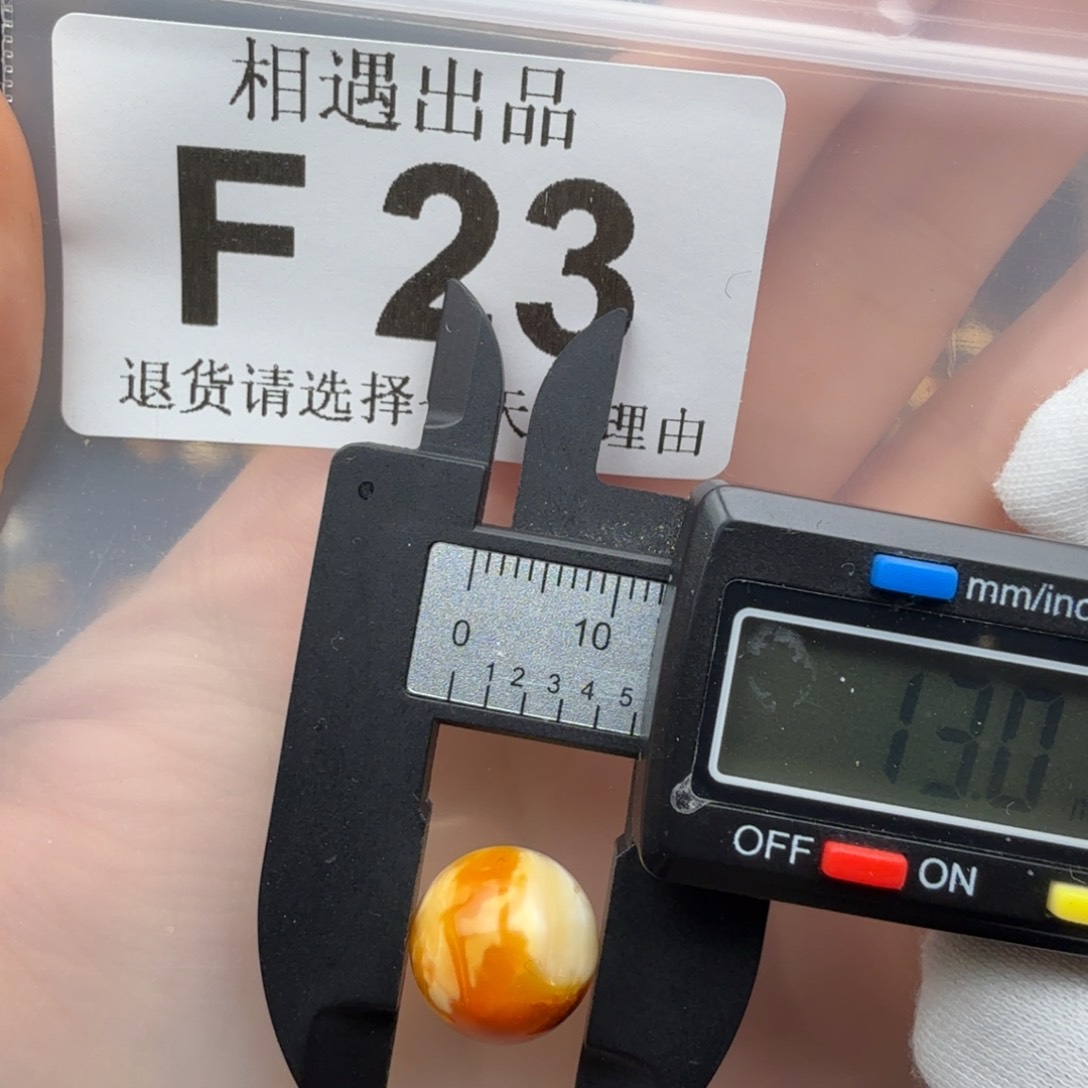 相遇出品
F 23
退货请选择 天 理由
mm/inc
0 10
1 2 3 4 5
13.0
OFF ON